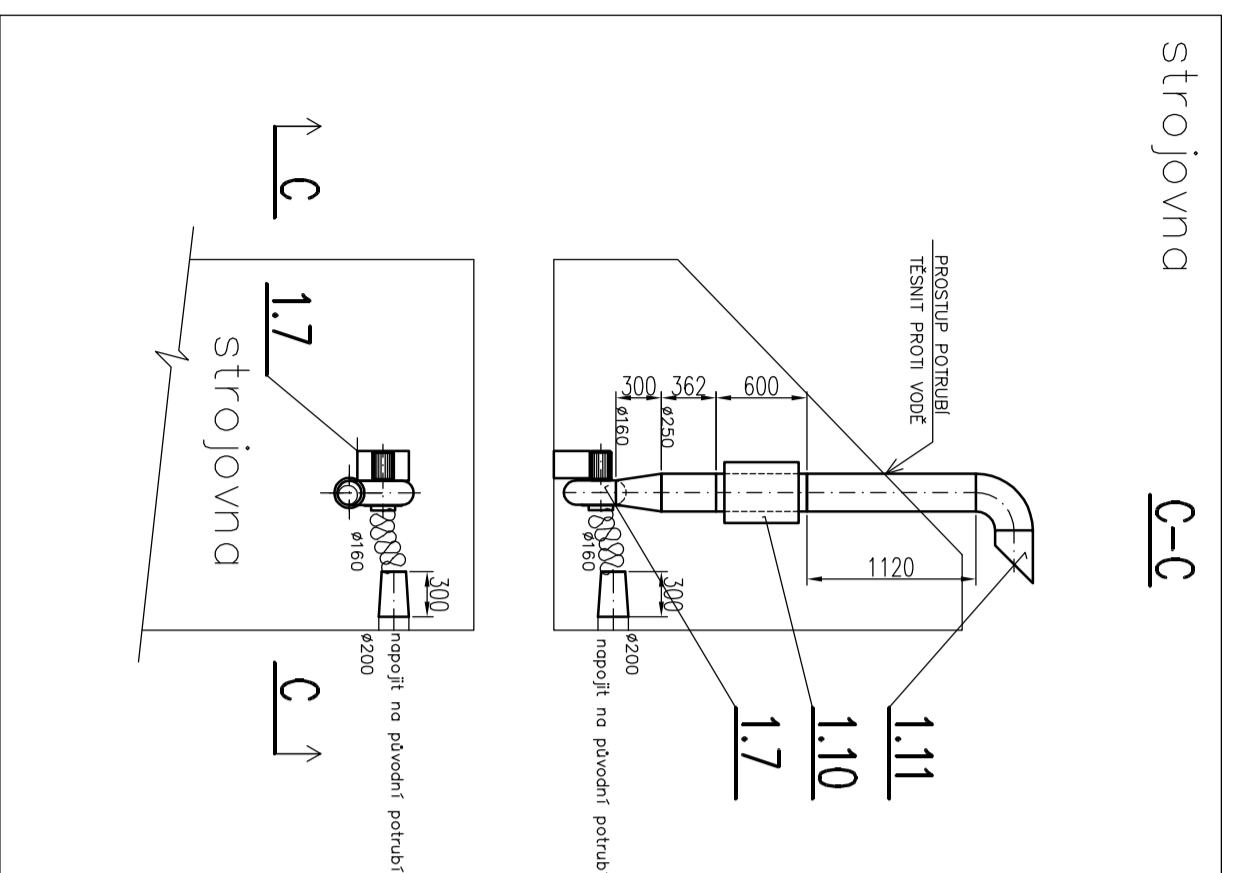 strojovna
C-C
PROSTUP POTRUBÍ
TĚSNIT PROTI VODĚ
300
362
600
ø160
ø250
1120
ø160
300
ø200
napojit na původní potrubí
1.11
1.10
1.7
C
1.7
strojovna
ø160
300
ø200
napojit na původní potrubí
C